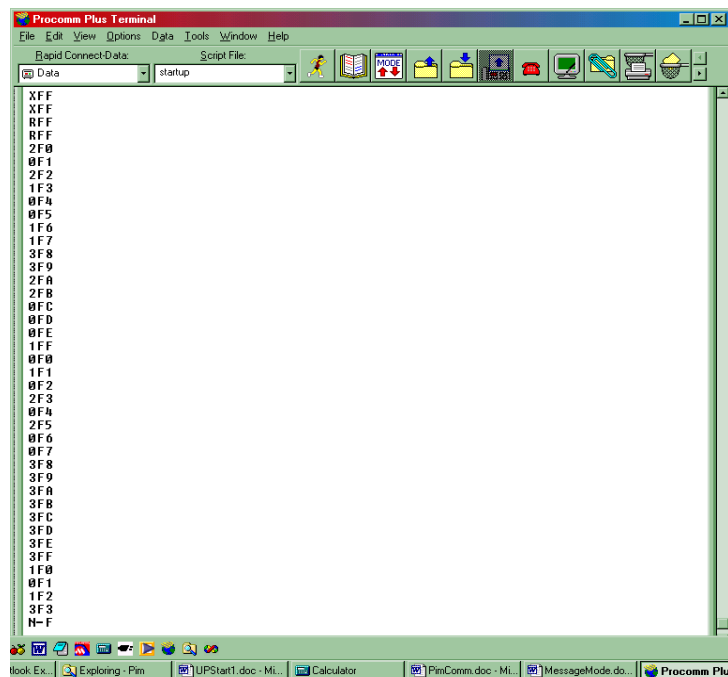 Procomm Plus Terminal
File Edit View Options Data Tools Window Help
Rapid Connect-Data: Script File:
Data startup
MODE
XFF
XFF
RFF
RFF
2F0
0F1
2F2
1F3
0F4
0F5
1F6
1F7
3F8
3F9
2FA
2FB
0FC
0FD
0FE
1FF
0F0
1F1
0F2
2F3
0F4
2F5
0F6
0F7
3F8
3F9
3FA
3FB
3FC
3FD
3FE
3FF
1F0
0F1
1F2
3F3
N-F
look Ex... Exploring - Pim UPStart1.doc - Mi... Calculator PimComm.doc - Mi... MessageMode.do... Procomm Plu